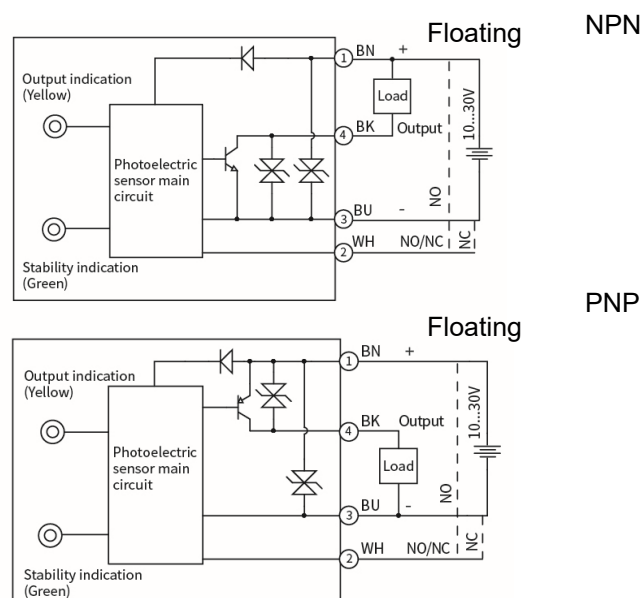 Floating
NPN
1
BN
+
Output indication
(Yellow)
Load
10...30V
4
BK
Output
Photoelectric
sensor main
circuit
NO
3
BU
-
2
WH
NO/NC
NC
Stability indication
(Green)
PNP
Floating
1
BN
+
Output indication
(Yellow)
BK
Output
10...30V
4
Photoelectric
sensor main
circuit
Load
NO
BU
-
3
WH
NO/NC
NC
2
Stability indication
(Green)